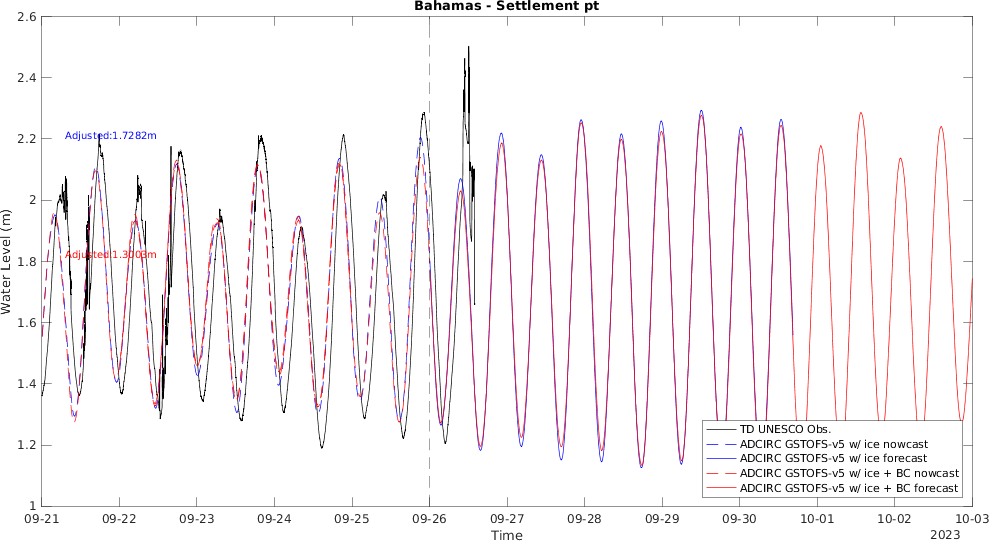 Bahamas - Settlement pt
2.6
2.4
2.2
2
1.8
1.6
1.4
1.2
1
Water Level (m)
Adjusted:1.7282m
Adjusted:1.3003m
TD UNESCO Obs.
ADCIRC GSTOFS-v5 w/ ice nowcast
ADCIRC GSTOFS-v5 w/ ice forecast
ADCIRC GSTOFS-v5 w/ ice + BC nowcast
ADCIRC GSTOFS-v5 w/ ice + BC forecast
09-21 09-22 09-23 09-24 09-25 09-26 09-27 09-28 09-29 09-30 10-01 10-02 10-03
Time
2023